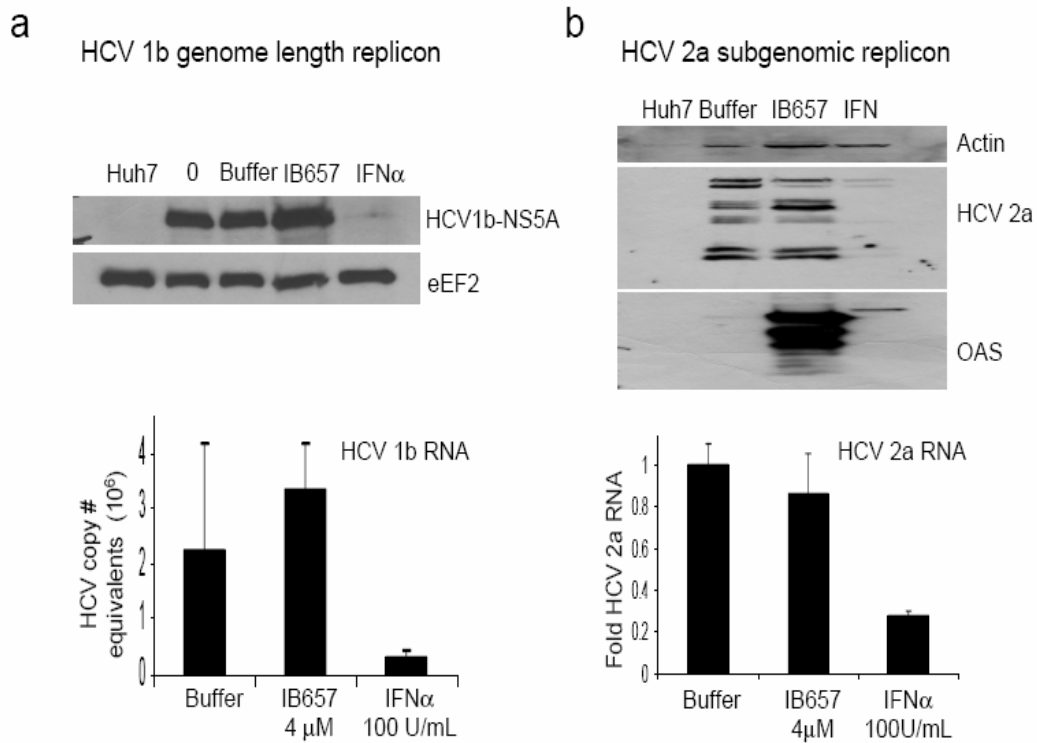 a
HCV 1b genome length replicon
Huh7 0 Buffer IB657 IFNα
HCV1b-NS5A
eEF2
HCV copy # equivalents (10⁶)
4
3
2
1
0
HCV 1b RNA
Buffer IB657 IFNα
4 µM 100 U/mL
b
HCV 2a subgenomic replicon
Huh7 Buffer IB657 IFN
Actin
HCV 2a
OAS
Fold HCV 2a RNA
1
0.8
0.6
0.4
0.2
0
HCV 2a RNA
Buffer IB657 IFNα
4µM 100U/mL